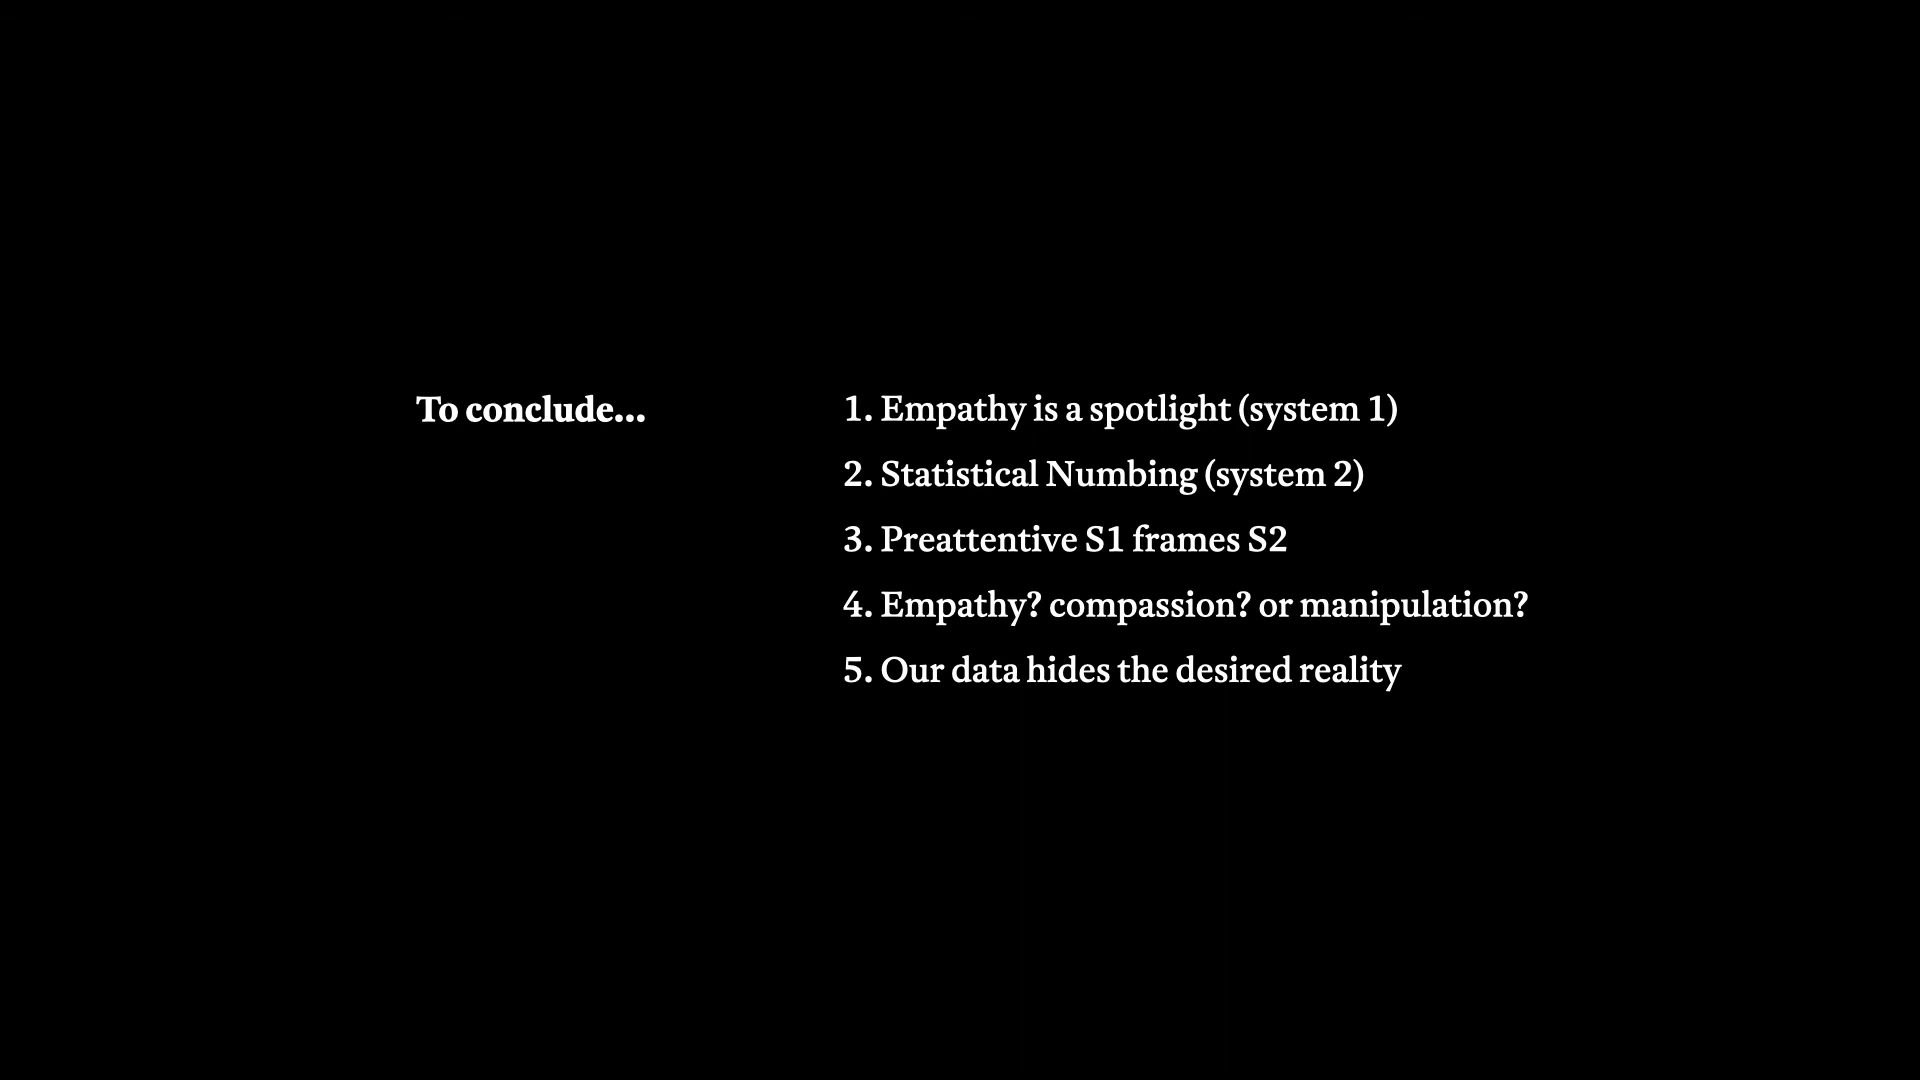 To conclude...
1. Empathy is a spotlight (system 1)
2. Statistical Numbing (system 2)
3. Preattentive S1 frames S2
4. Empathy? compassion? or manipulation?
5. Our data hides the desired reality